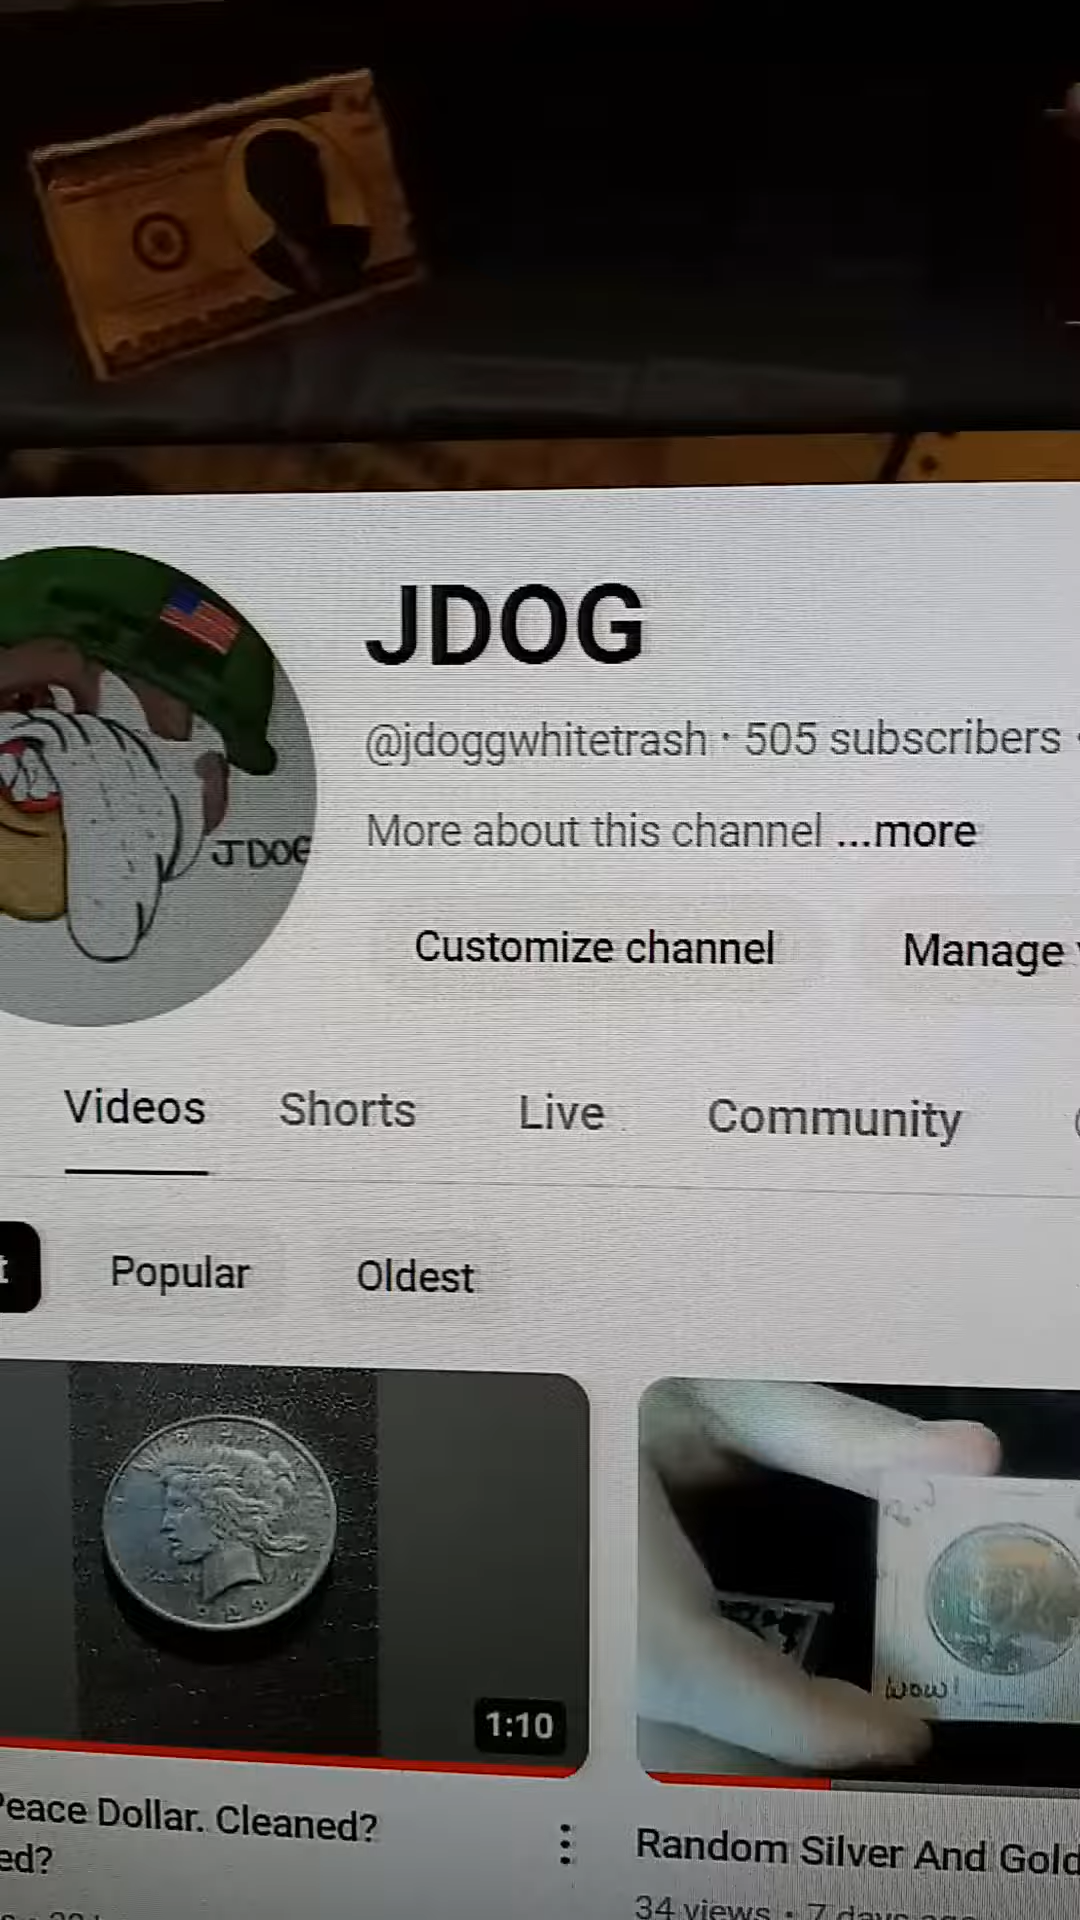 JDOG
@jdoggwhitetrash · 505 subscribers
JDOG
More about this channel ...more
Customize channel
Manage
Videos
Shorts
Live
Community
Popular
Oldest
wow!
1:10
Peace Dollar. Cleaned?
ed?
Random Silver And Gold
34 views · 7 days ago